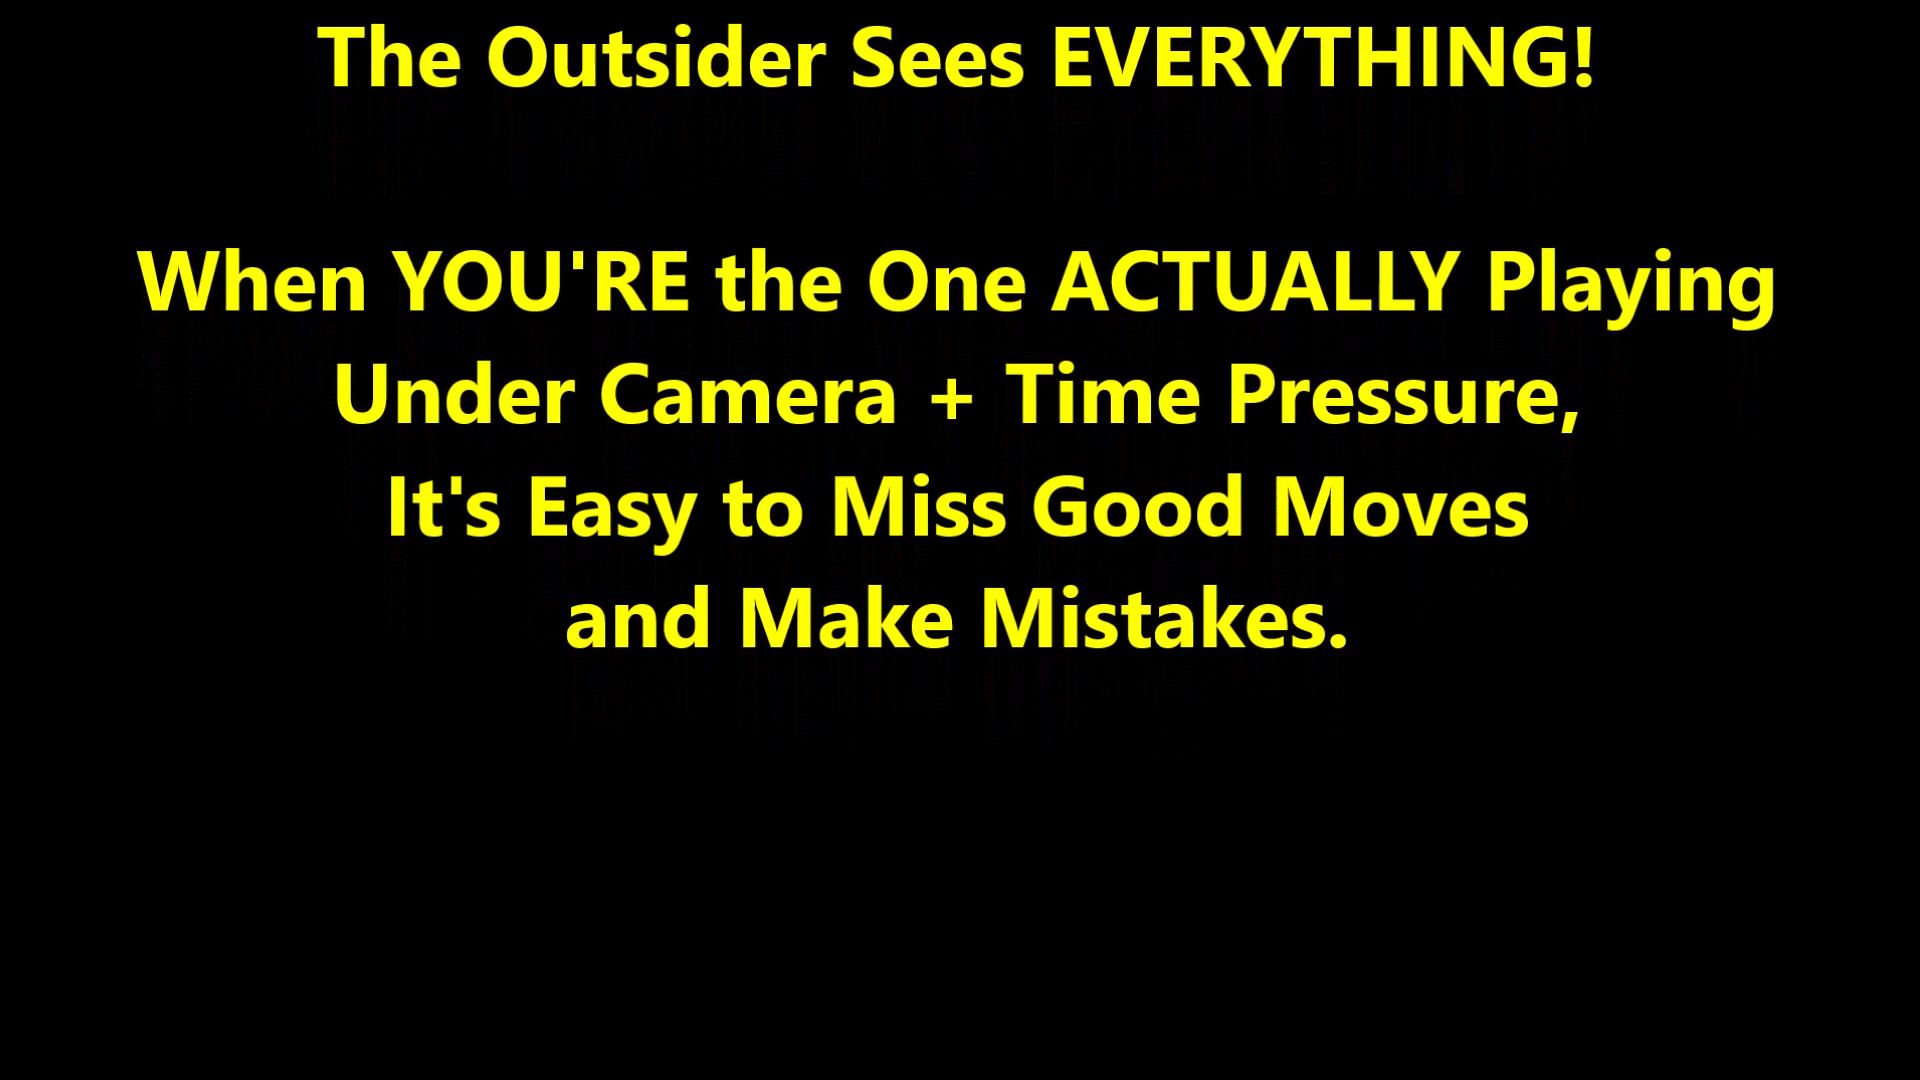 The Outsider Sees EVERYTHING!
When YOU'RE the One ACTUALLY Playing
Under Camera + Time Pressure,
It's Easy to Miss Good Moves
and Make Mistakes.